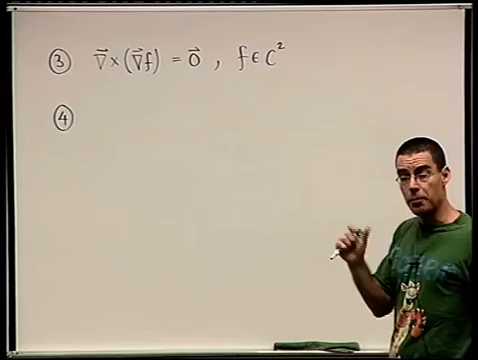 ③ ∇⃗×(∇⃗f) = 0⃗ , f ∈ C²
④